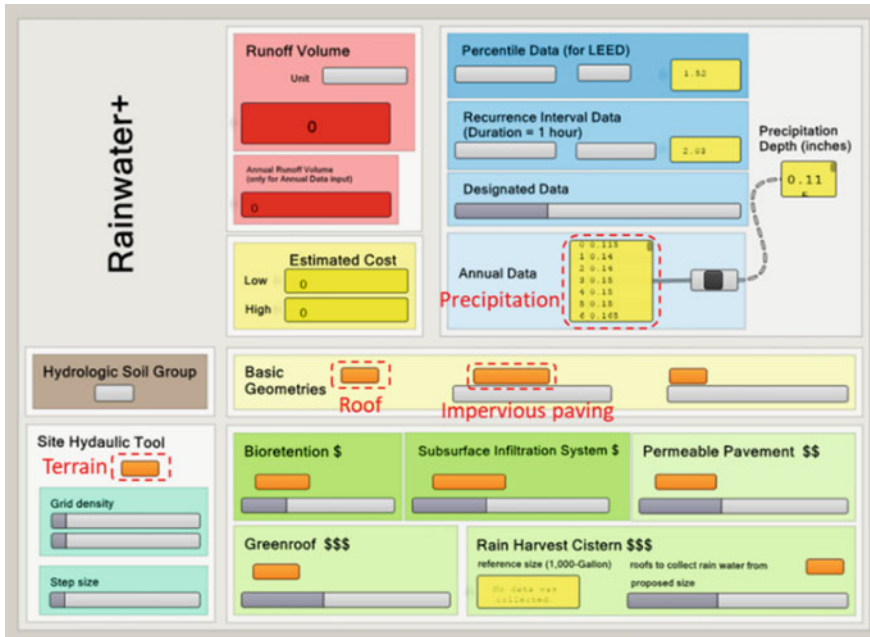 Rainwater+
Runoff Volume
Unit
0
Annual Runoff Volume
(only for Annual Data input)
0
Estimated Cost
Low
0
High
0
Percentile Data (for LEED)
1.52
Recurrence Interval Data
(Duration = 1 hour)
2.03
Designated Data
Annual Data
Precipitation
0 0.115
1 0.14
2 0.14
3 0.15
4 0.15
5 0.15
6 0.165
Precipitation
Depth (inches)
0.11
Hydrologic Soil Group
Basic
Geometries
Roof
Impervious paving
Site Hydaulic Tool
Terrain
Grid density
Step size
Bioretention $
Subsurface Infiltration System $
Permeable Pavement $$
Greenroof $$$
Rain Harvest Cistern $$$
reference size (1,000-Gallon)
No data was
collected.
roofs to collect rain water from
proposed size